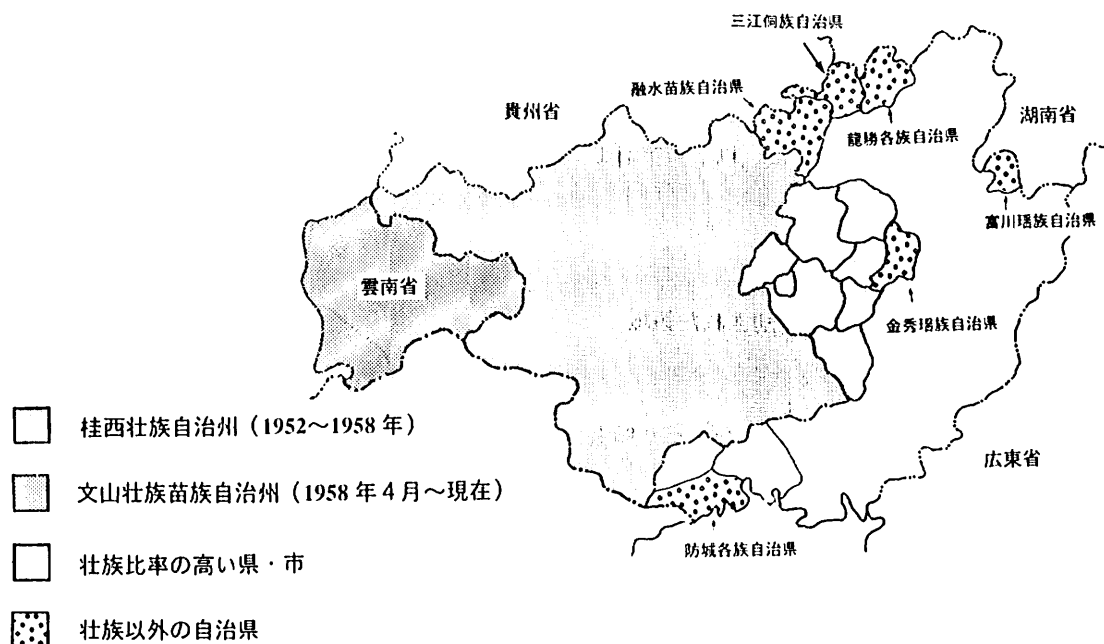 三江侗族自治県
融水苗族自治県
貴州省
湖南省
龍勝各族自治県
富川瑶族自治県
雲南省
金秀瑶族自治県
広東省
防城各族自治県
桂西壮族自治州（1952～1958年）
文山壮族苗族自治州（1958年4月～現在）
壮族比率の高い県・市
壮族以外の自治県